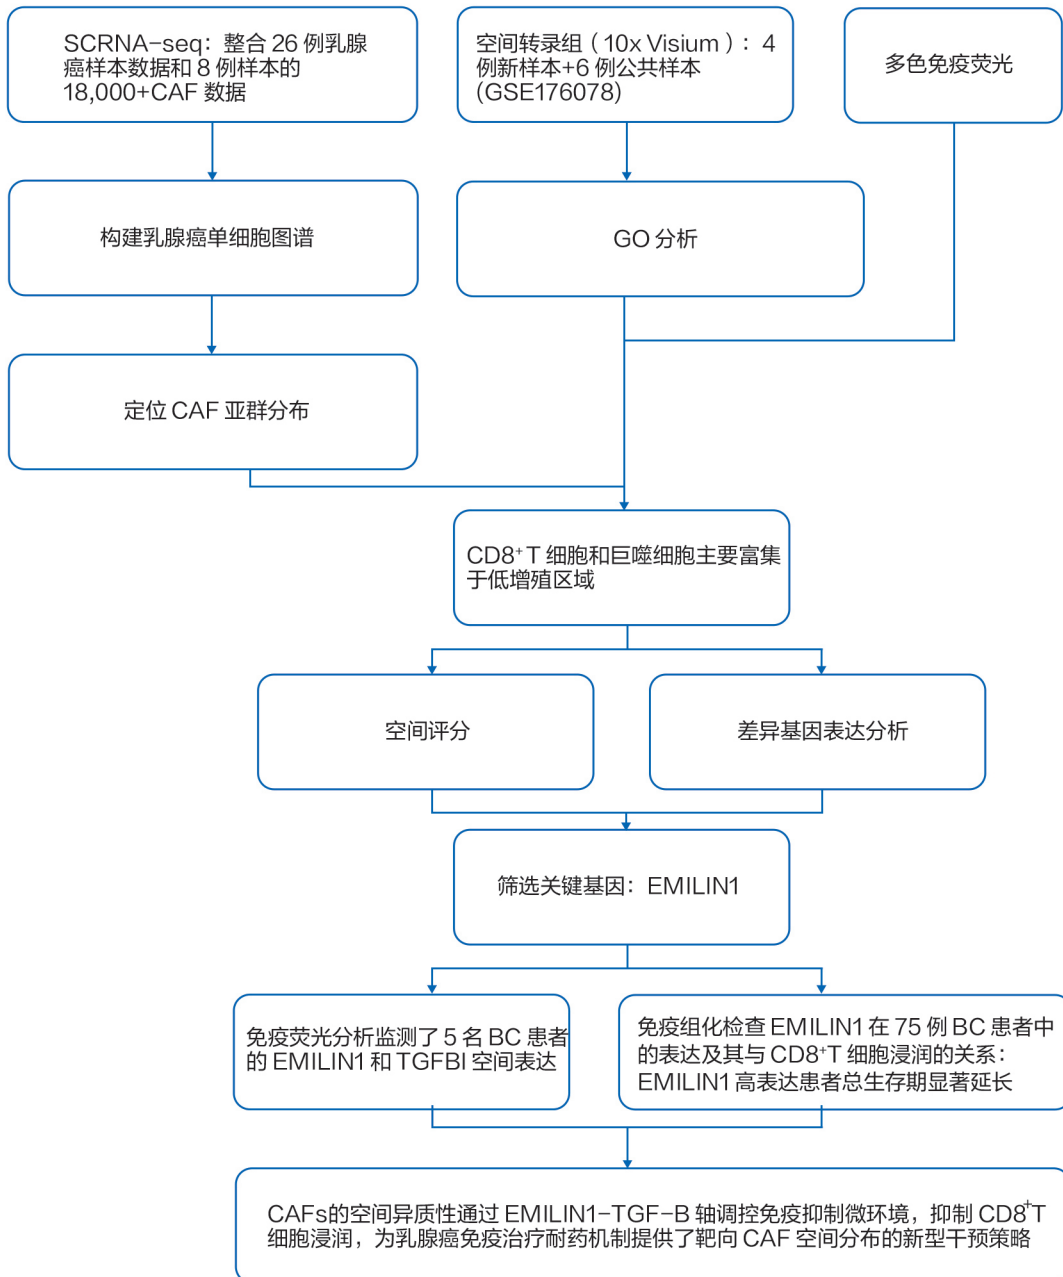 SCRNA-seq：整合 26 例乳腺
癌样本数据和 8 例样本的
18,000+CAF 数据
空间转录组（10x Visium）：4
例新样本+6 例公共样本
(GSE176078)
多色免疫荧光
构建乳腺癌单细胞图谱
GO 分析
定位 CAF 亚群分布
CD8⁺T 细胞和巨噬细胞主要富集
于低增殖区域
空间评分
差异基因表达分析
筛选关键基因：EMILIN1
免疫荧光分析监测了 5 名 BC 患者
的 EMILIN1 和 TGFBI 空间表达
免疫组化检查 EMILIN1 在 75 例 BC 患者中
的表达及其与 CD8⁺T 细胞浸润的关系：
EMILIN1 高表达患者总生存期显著延长
CAFs的空间异质性通过 EMILIN1-TGF-B 轴调控免疫抑制微环境，抑制 CD8⁺T
细胞浸润，为乳腺癌免疫治疗耐药机制提供了靶向 CAF 空间分布的新型干预策略